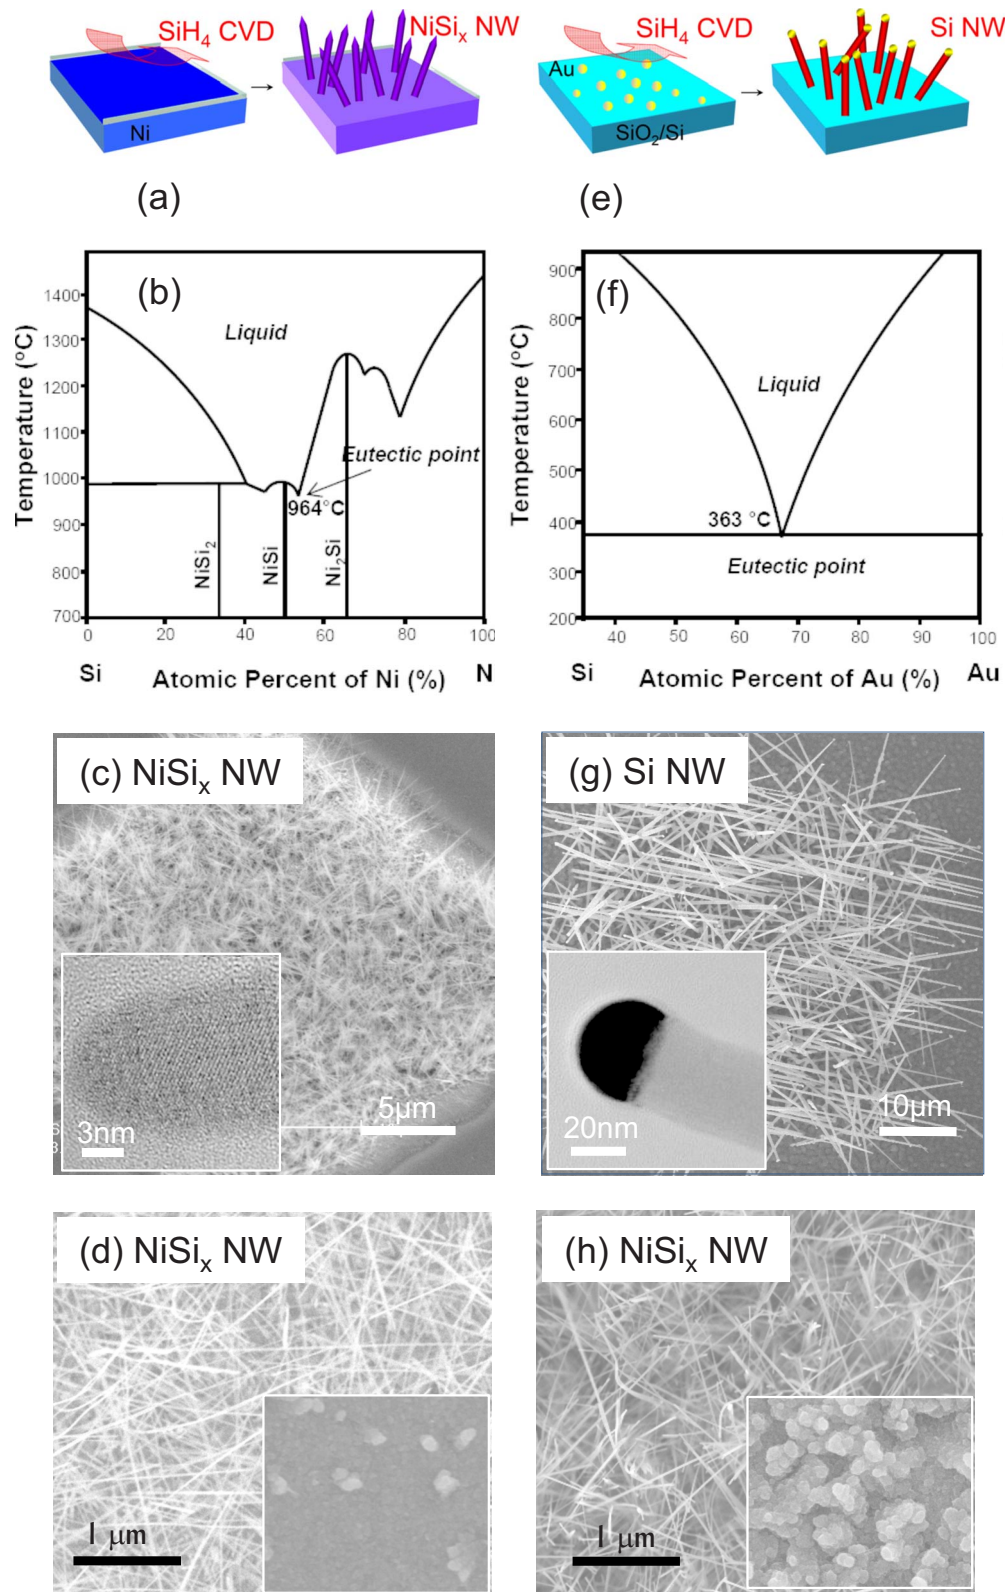 SiH4 CVD
NiSix NW
Ni
(a)
SiH4 CVD
Si NW
Au
SiO2/Si
(e)
(b)
Temperature (°C)
1400
1300
1200
1100
1000
900
800
700
Liquid
Eutectic point
964°C
NiSi2
NiSi
Ni2Si
0 20 40 60 80 100
Si Atomic Percent of Ni (%) N
(f)
Temperature (°C)
900
800
700
600
500
400
300
200
Liquid
363 °C
Eutectic point
40 50 60 70 80 90 100
Si Atomic Percent of Au (%) Au
(c) NiSix NW
3nm
5μm
(g) Si NW
20nm
10μm
(d) NiSix NW
1 μm
(h) NiSix NW
1 μm